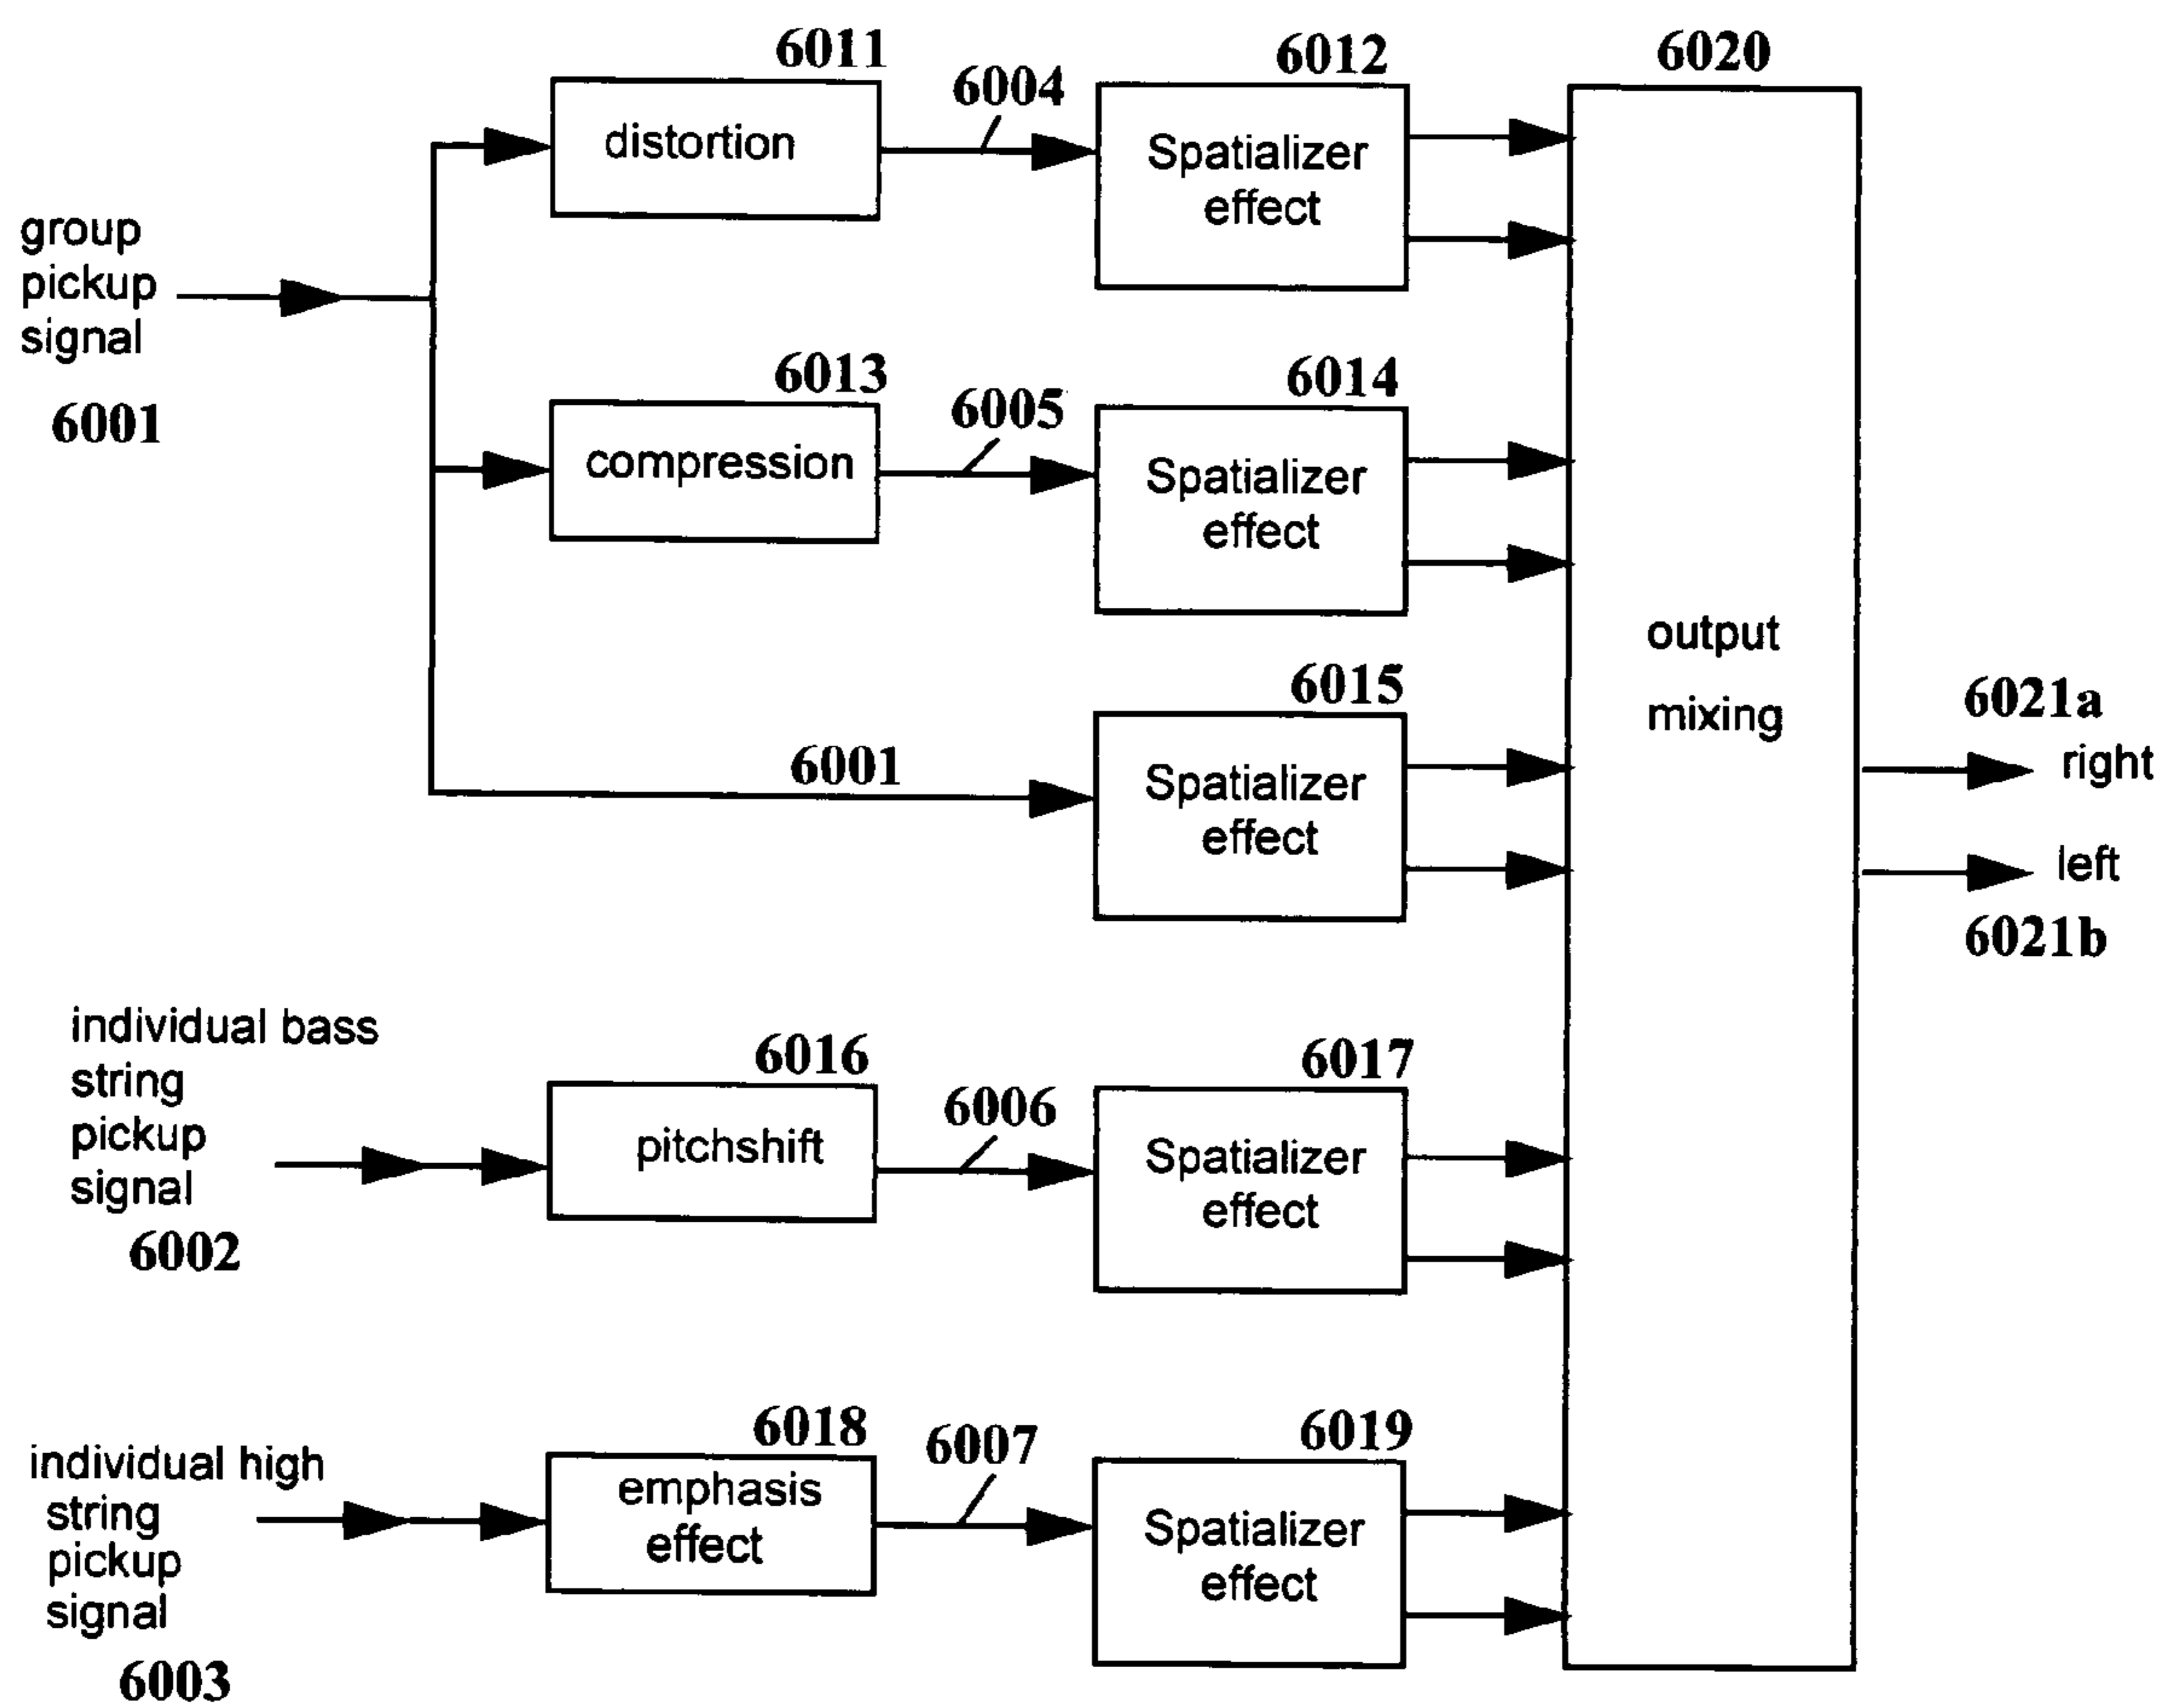 6011
6004
6012
6020
distortion
Spatializer
effect
group
pickup
signal
6001
6013
6005
6014
compression
Spatializer
effect
output
mixing
6015
6001
Spatializer
effect
6021a
right
left
6021b
individual bass
string
pickup
signal
6002
6016
6006
6017
pitchshift
Spatializer
effect
individual high
string
pickup
signal
6003
6018
6007
6019
emphasis
effect
Spatializer
effect